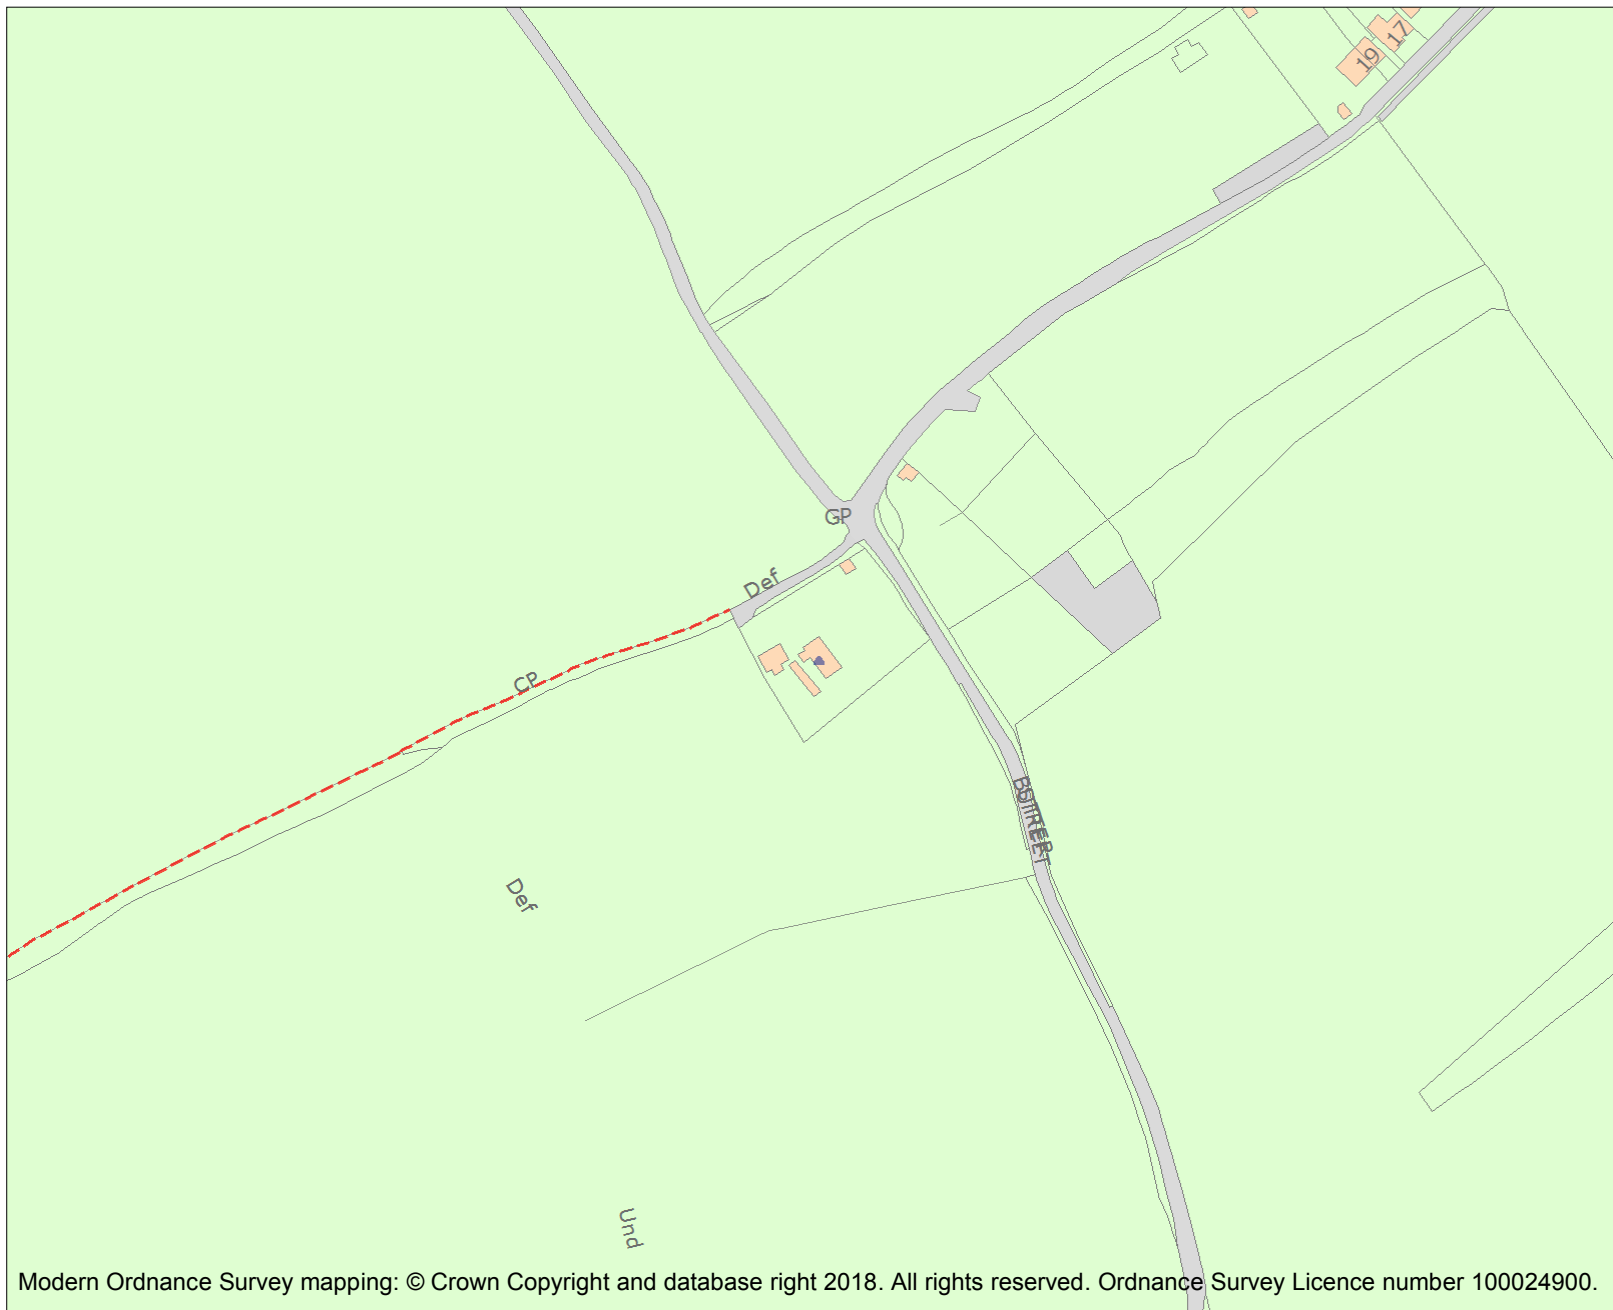 17
19
GP
Def
CP
STREET
Def
Und
Modern Ordnance Survey mapping: © Crown Copyright and database right 2018. All rights reserved. Ordnance Survey Licence number 100024900.